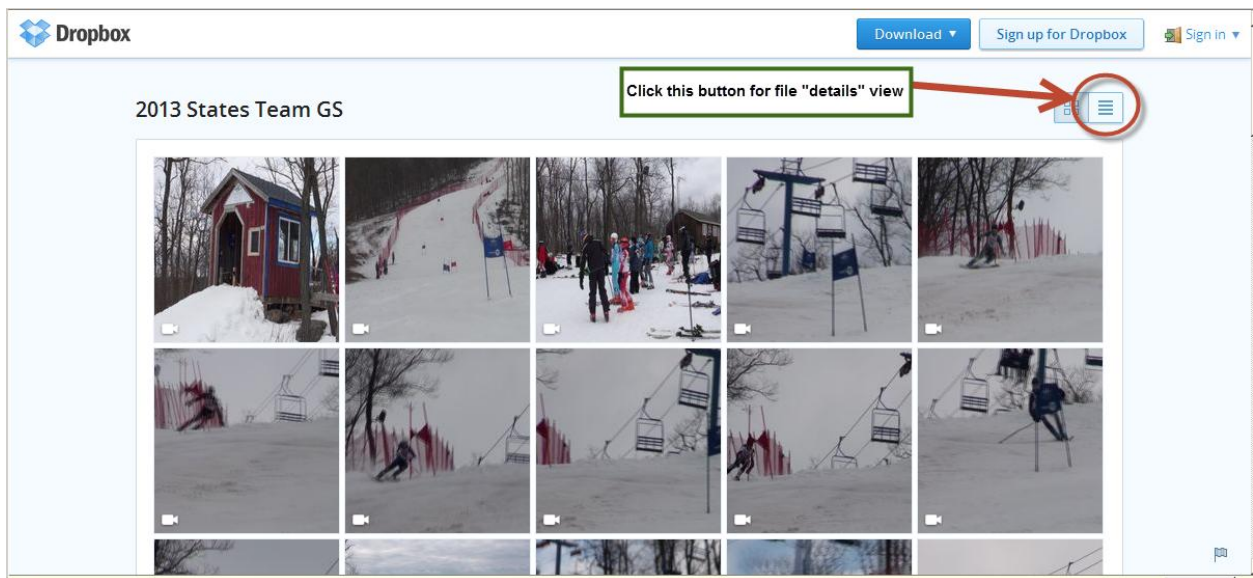 Dropbox
Download
Sign up for Dropbox
Sign in
Click this button for file "details" view
2013 States Team GS